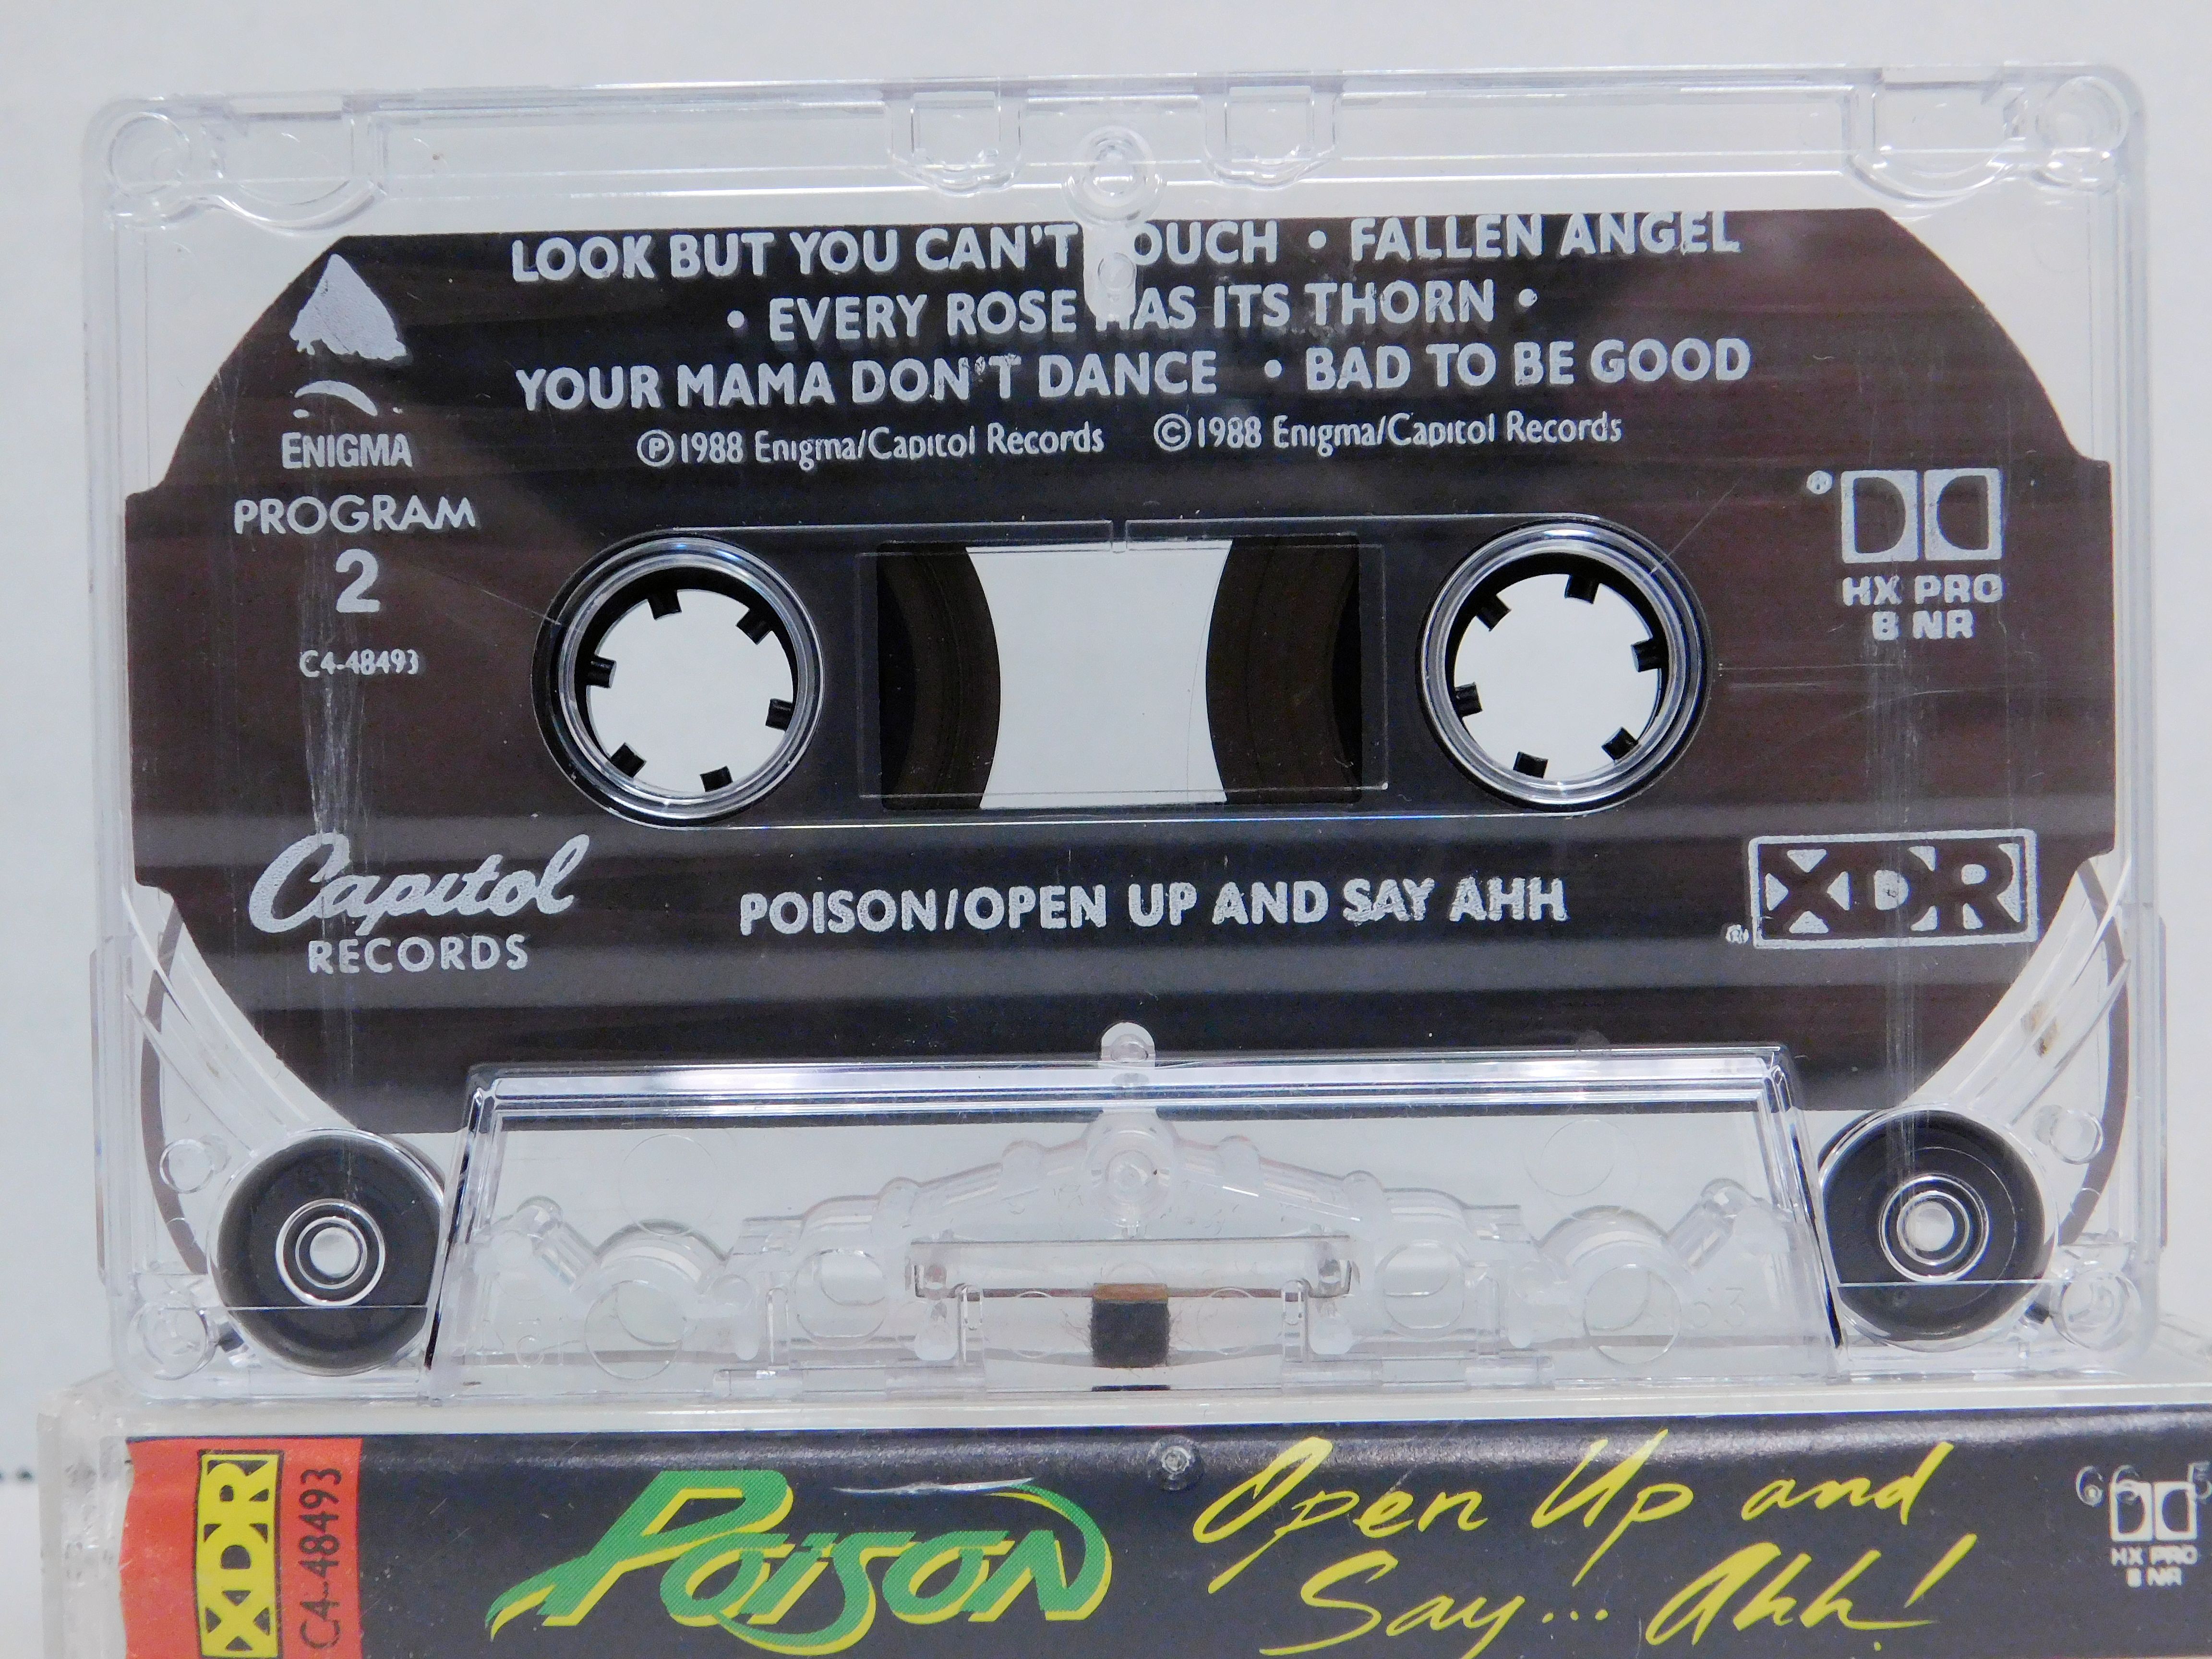 LOOK BUT YOU CAN'T OUCH • FALLEN ANGEL
• EVERY ROSE HAS ITS THORN •
YOUR MAMA DON'T DANCE • BAD TO BE GOOD
Ⓟ1988 Enigma/Capitol Records ©1988 Enigma/Capitol Records
ENIGMA
PROGRAM
2
C4-48493
® HX PRO
B NR
Capitol
RECORDS
POISON/OPEN UP AND SAY AHH
XDR ®
XDR
C4-48493
POISON
Open Up and
Say... Ahh!
HX PRO
B NR